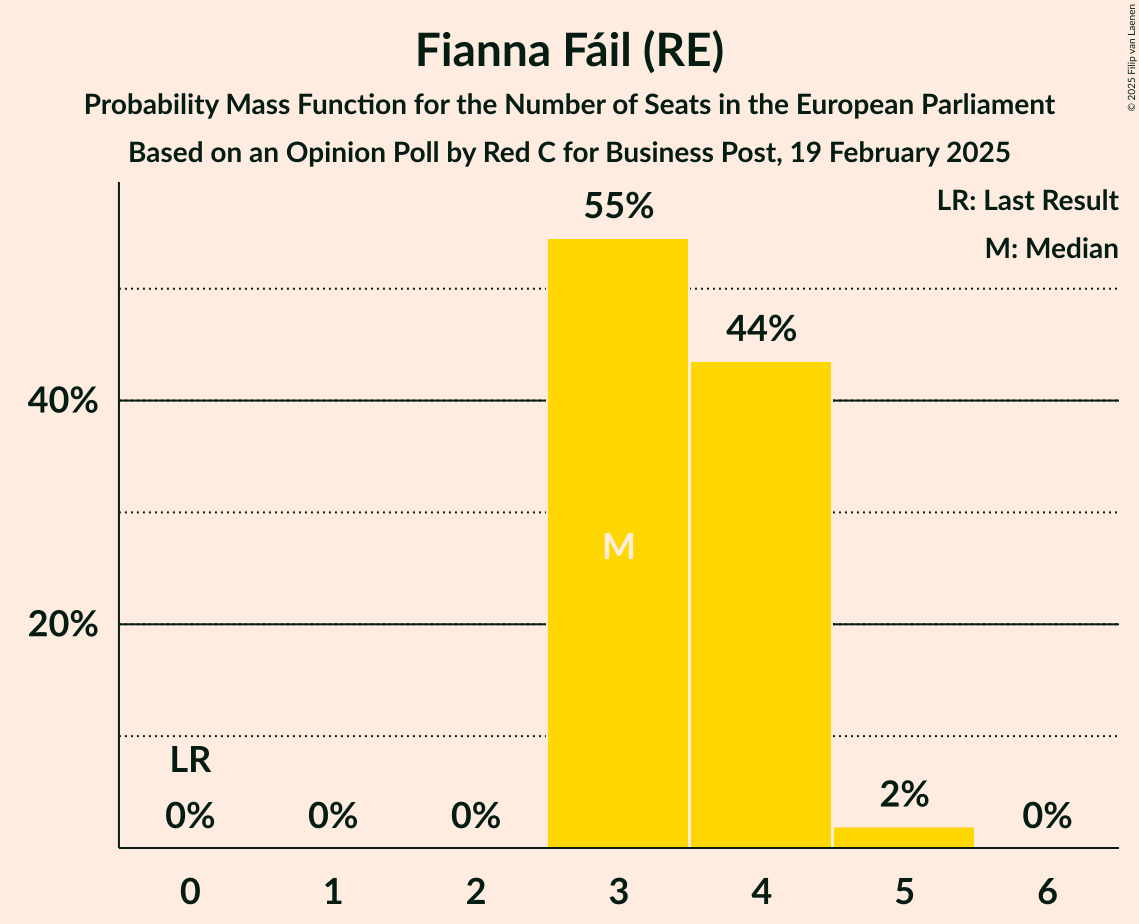 Fianna Fáil (RE)
Probability Mass Function for the Number of Seats in the European Parliament
Based on an Opinion Poll by Red C for Business Post, 19 February 2025
© 2025 Filip van Laenen
LR: Last Result
M: Median
55%
44%
40%
M
20%
LR
0%
0%
0%
2%
0%
0
1
2
3
4
5
6